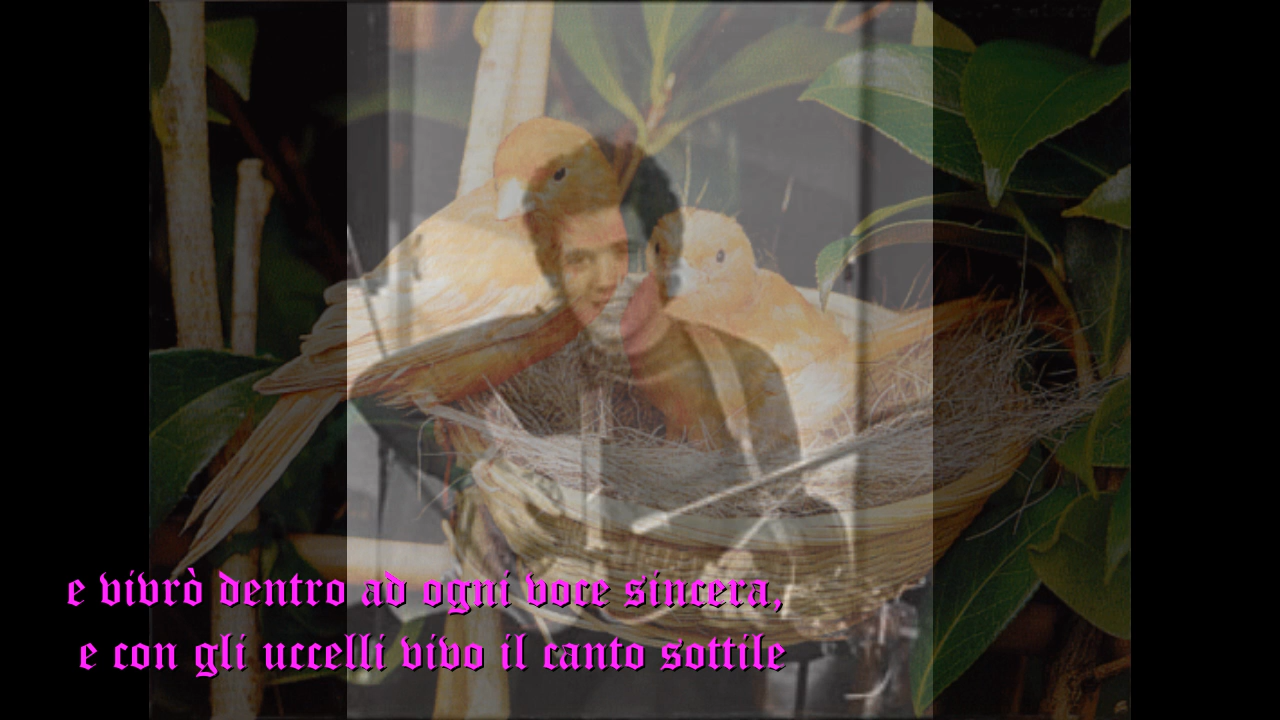 e vivrò dentro ad ogni voce sincera,
e con gli uccelli vivo il canto sottile